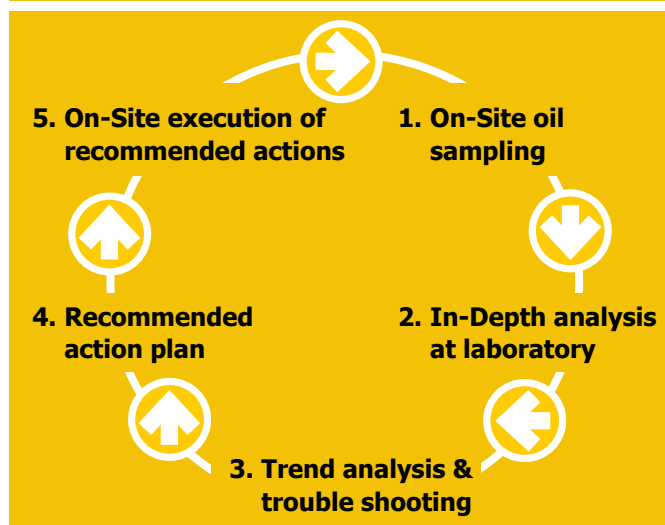 5. On-Site execution of
recommended actions
1. On-Site oil
sampling
4. Recommended
action plan
2. In-Depth analysis
at laboratory
3. Trend analysis &
trouble shooting